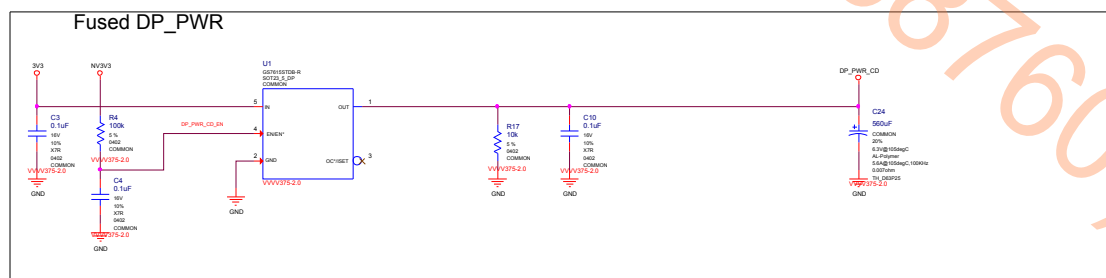 Fused DP_PWR
3V3
NV3V3
DP_PWR_CD
U1
GS7615STDB-R
SOT23_5_DP
COMMON
5
IN
OUT
1
C3
0.1uF
16V
10%
X7R
0402
COMMON
VVVV375-2.0
GND
R4
100k
5 %
0402
COMMON
VVVV375-2.0
DP_PWR_CD_EN
4
EN/EN*
2
GND
OC*/ISET
3
VVVV375-2.0
GND
C4
0.1uF
16V
10%
X7R
0402
COMMON
VVVV375-2.0
GND
R17
10k
5 %
0402
COMMON
VVVV375-2.0
GND
C10
0.1uF
16V
10%
X7R
0402
COMMON
VVVV375-2.0
GND
C24
560uF
COMMON
20%
6.3V@105degC
AL-Polymer
5.6A@105degC,100KHz
0.007ohm
TH_D63P25
VVVV375-2.0
GND